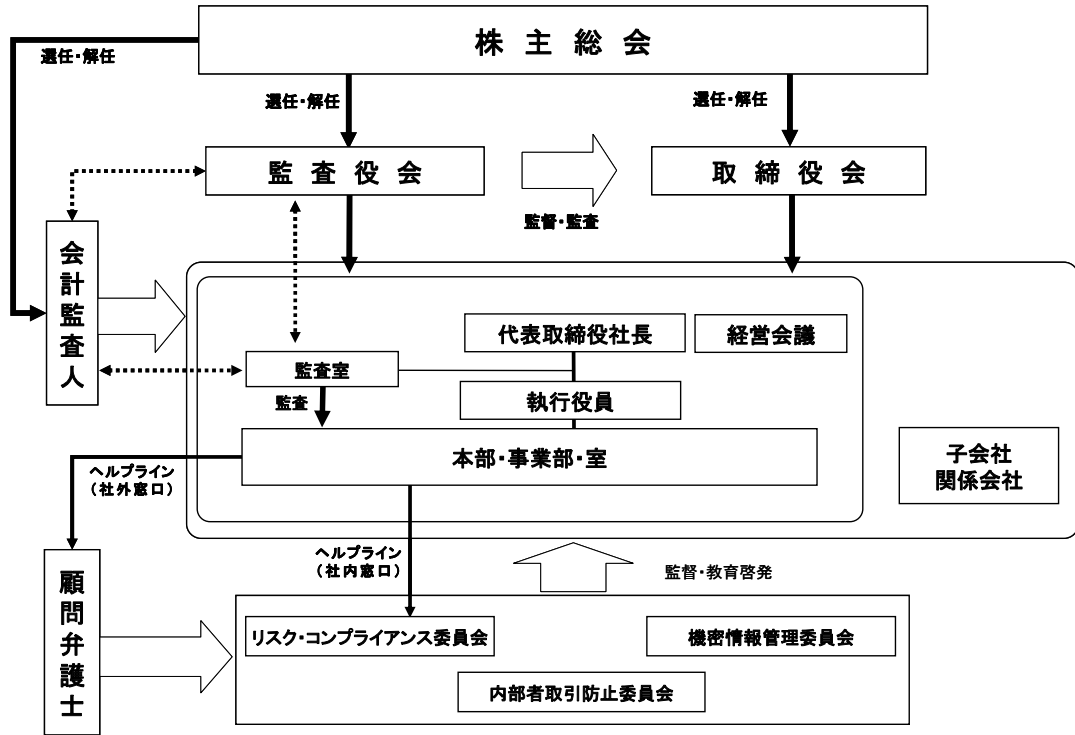 株主総会
選任・解任
選任・解任
選任・解任
監査役会
取締役会
監督・監査
会計監査人
代表取締役社長
経営会議
監査室
監査
執行役員
本部・事業部・室
子会社
関係会社
ヘルプライン
（社外窓口）
ヘルプライン
（社内窓口）
監督・教育啓発
顧問弁護士
リスク・コンプライアンス委員会
機密情報管理委員会
内部者取引防止委員会